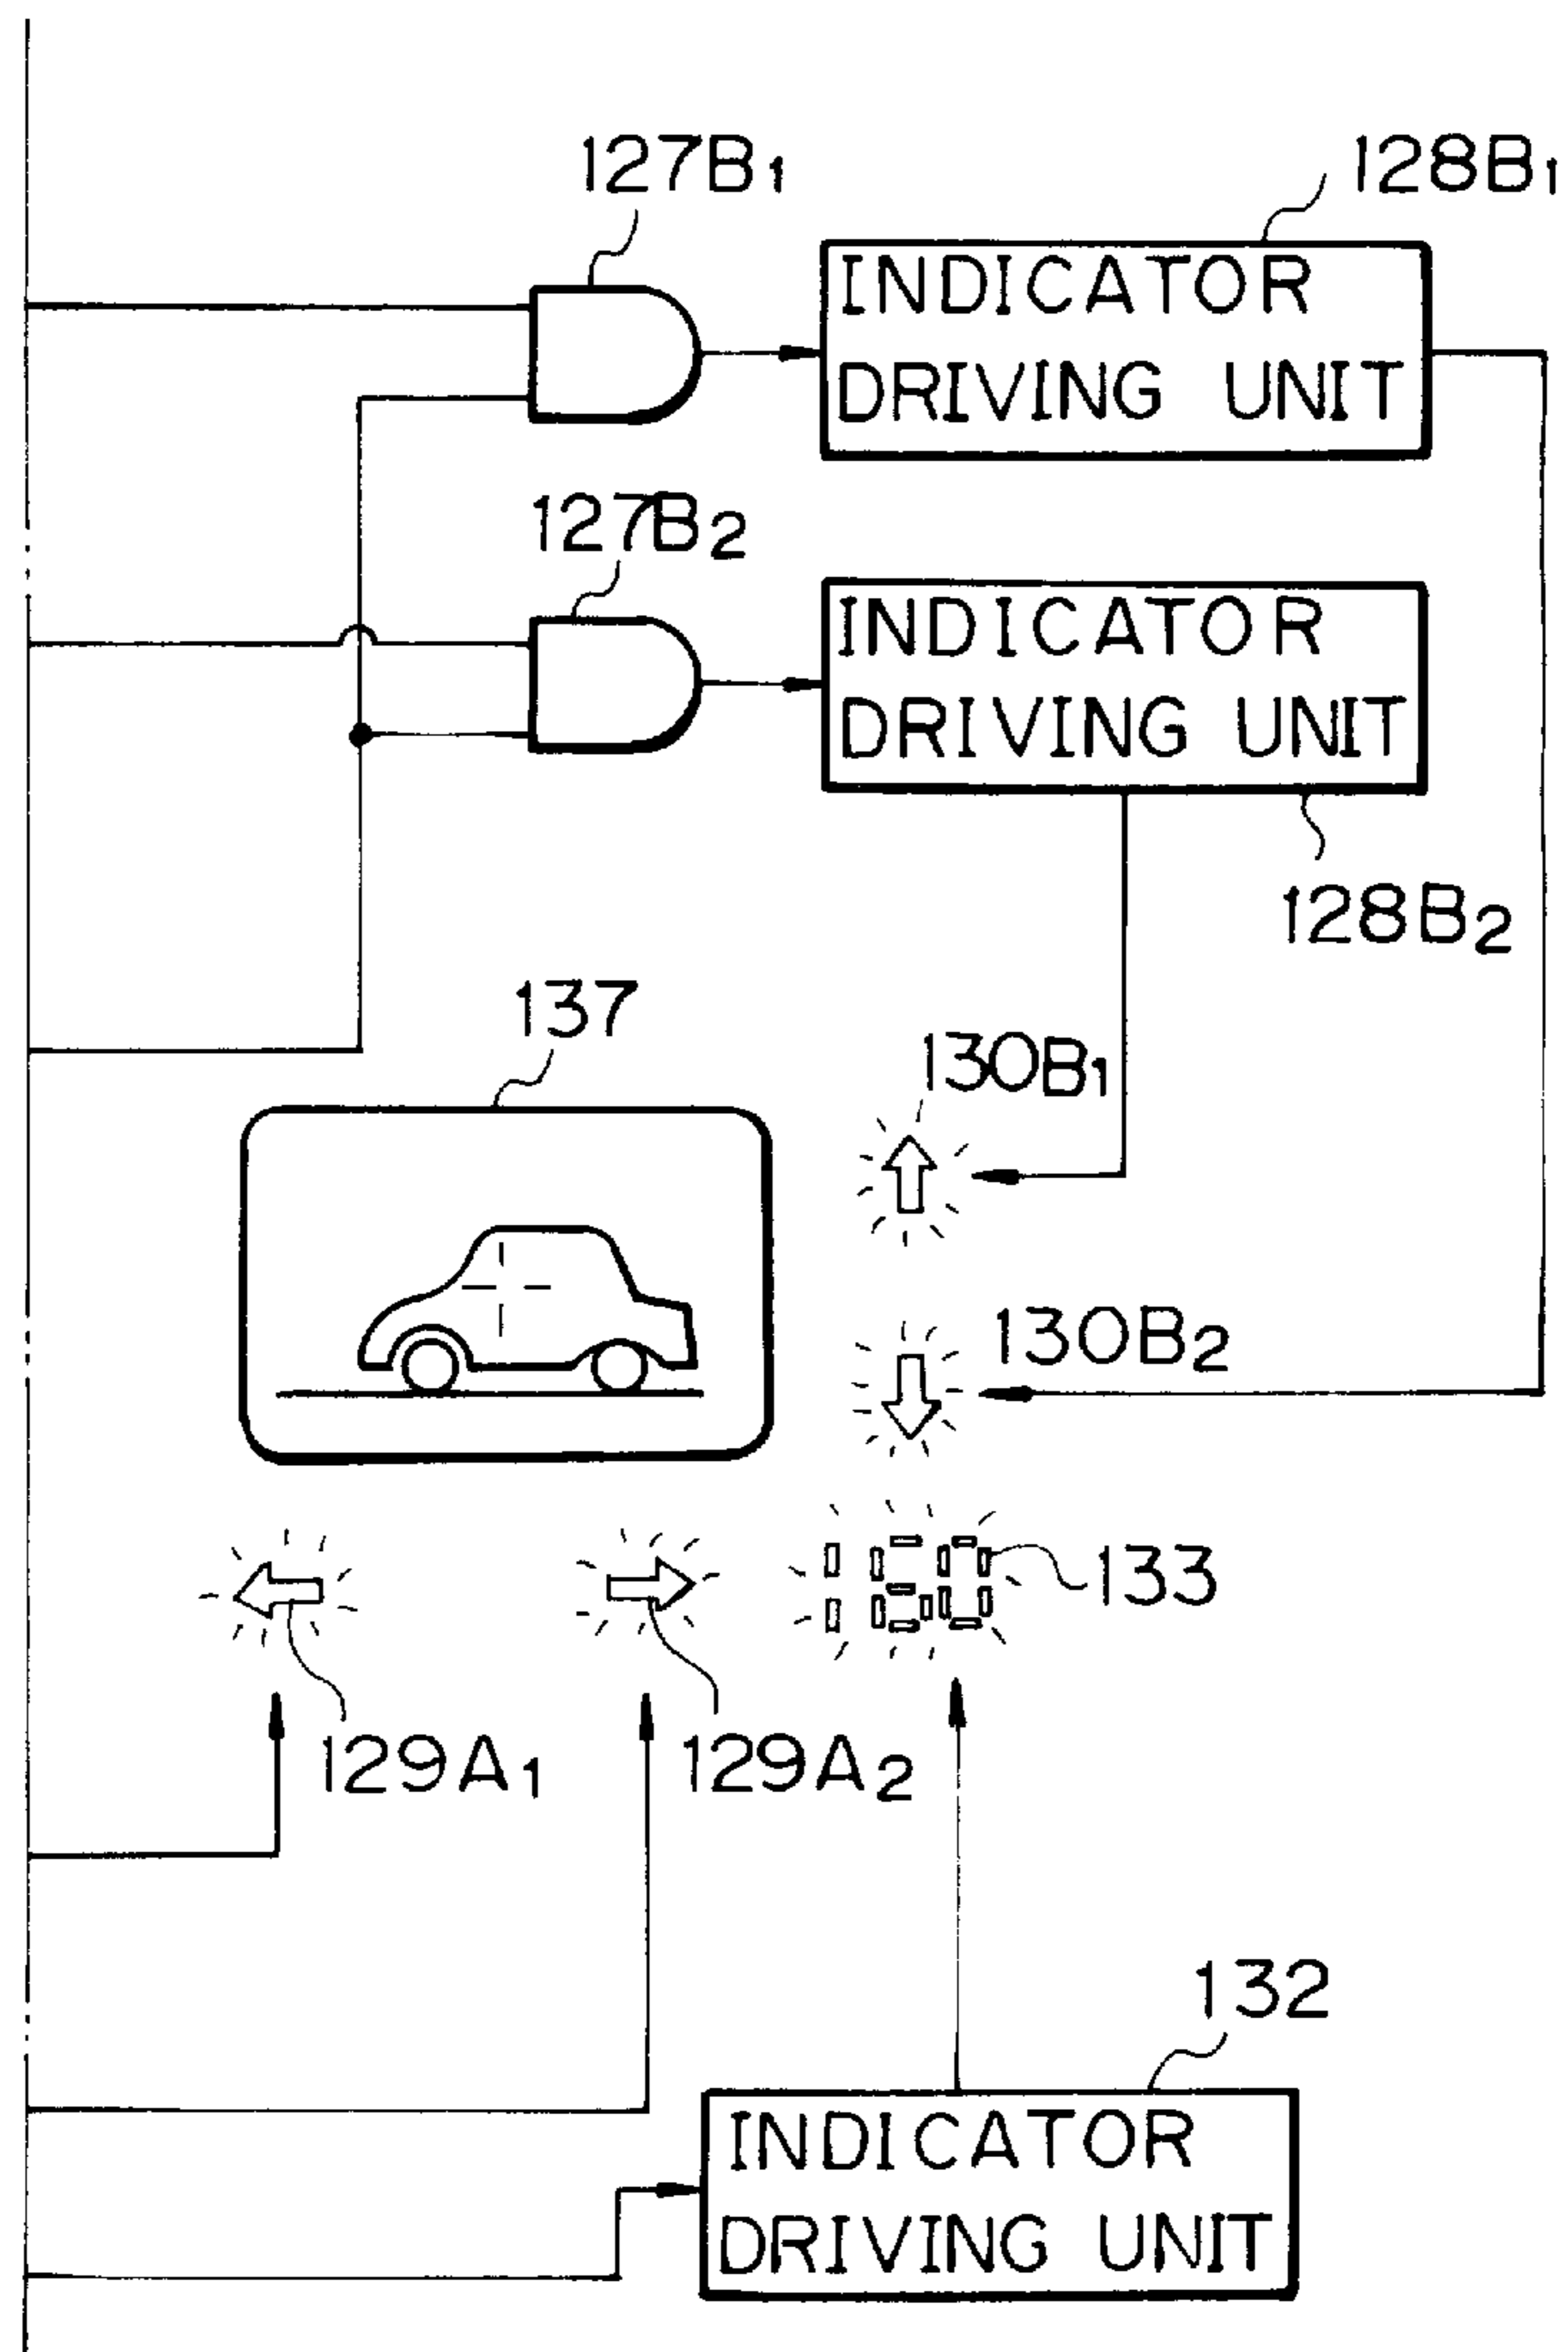 127B1
128B1
INDICATOR
DRIVING UNIT
127B2
INDICATOR
DRIVING UNIT
128B2
137
130B1
130B2
160
133
129A1
129A2
132
INDICATOR
DRIVING UNIT